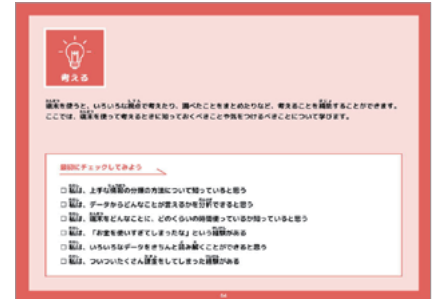 考える
端末を使うと、いろいろな視点で考えたり、調べたことをまとめたりなど、考えることを補助することができます。
ここでは、端末を使って考えるときに知っておくべきことや気をつけるべきことについて学びます。
最初にチェックしてみよう
□ 私は、上手な情報の分類の方法について知っていると思う
□ 私は、データからどんなことが言えるかを分析できると思う
□ 私は、端末をどんなことに、どのくらいの時間使っているか知っていると思う
□ 私は、「お金を使いすぎてしまったな」という経験がある
□ 私は、いろいろなデータをきちんと読み解くことができると思う
□ 私は、ついついたくさん課金をしてしまった経験がある